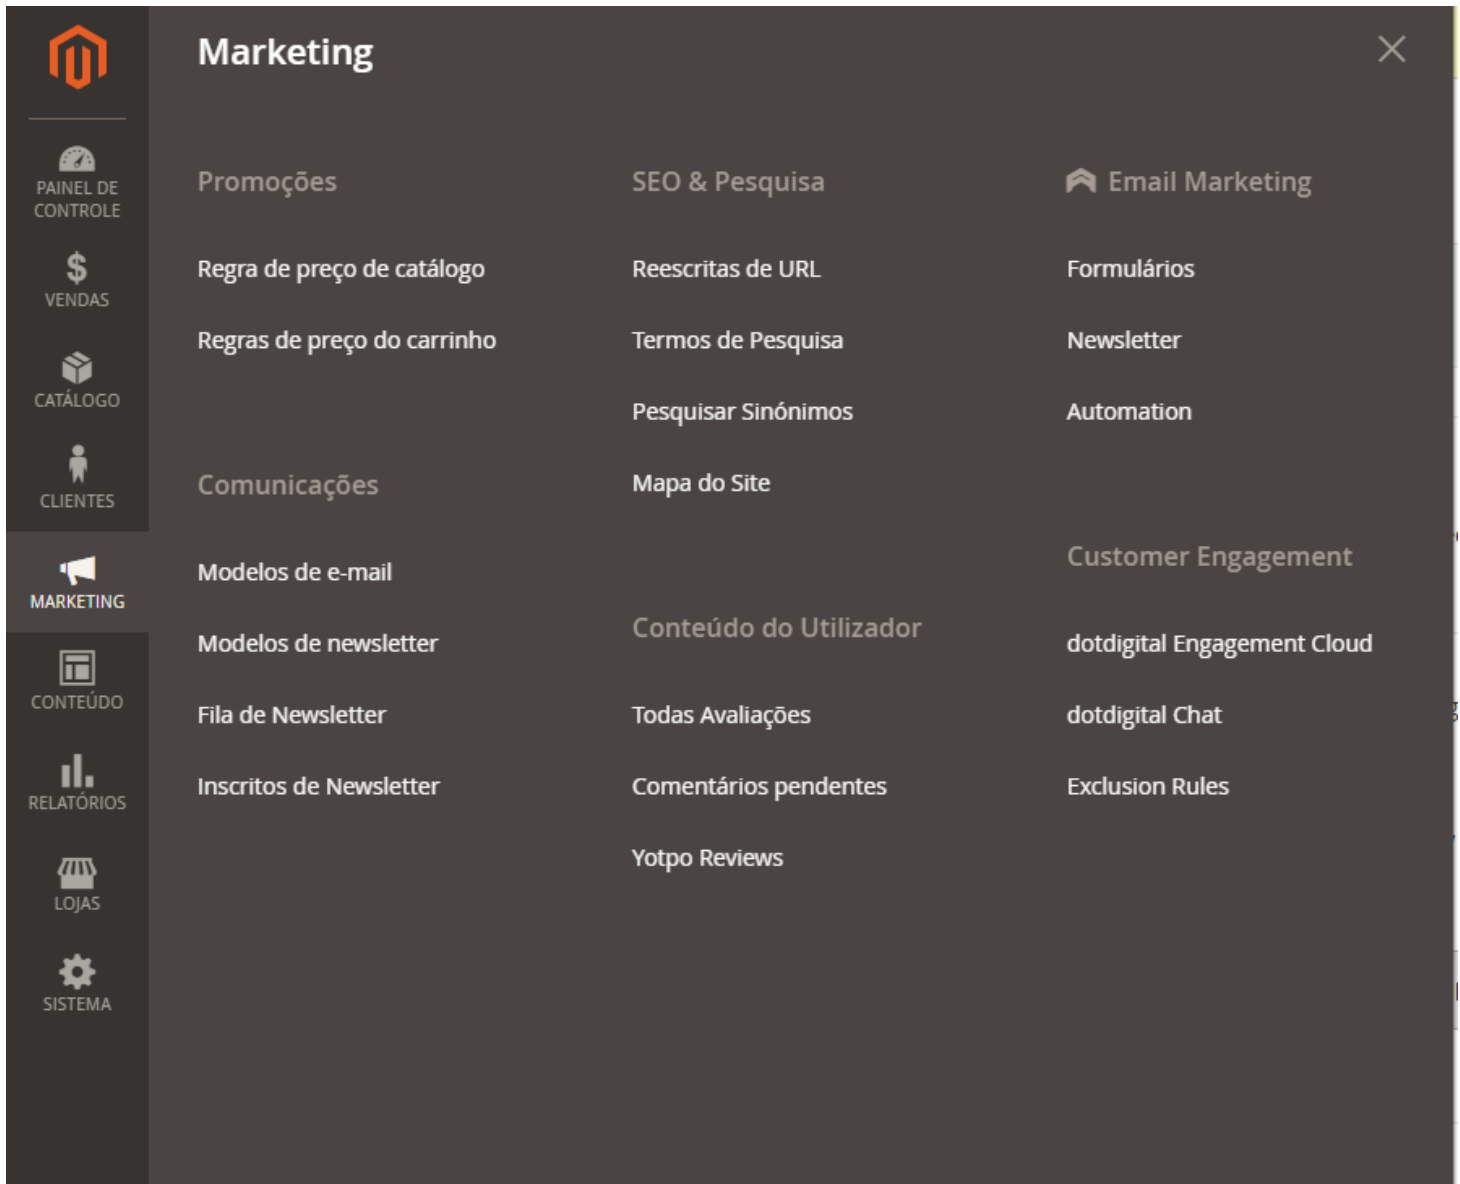 Marketing
PAINEL DE
CONTROLE
VENDAS
CATÁLOGO
CLIENTES
MARKETING
CONTEÚDO
RELATÓRIOS
LOJAS
SISTEMA
Promoções
Regra de preço de catálogo
Regras de preço do carrinho
Comunicações
Modelos de e-mail
Modelos de newsletter
Fila de Newsletter
Inscritos de Newsletter
SEO & Pesquisa
Reescritas de URL
Termos de Pesquisa
Pesquisar Sinónimos
Mapa do Site
Conteúdo do Utilizador
Todas Avaliações
Comentários pendentes
Yotpo Reviews
Email Marketing
Formulários
Newsletter
Automation
Customer Engagement
dotdigital Engagement Cloud
dotdigital Chat
Exclusion Rules